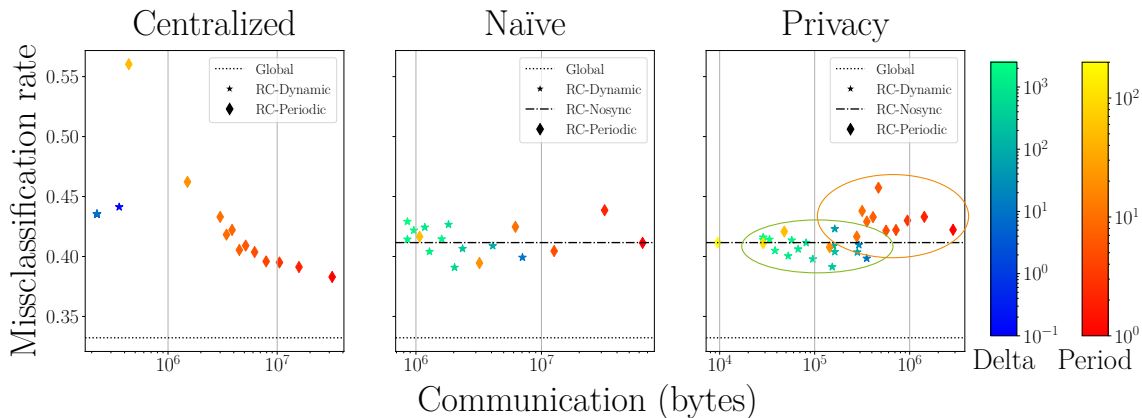 Centralized
Naïve
Privacy
Missclassification rate
0.55
0.50
0.45
0.40
0.35
Global
RC-Dynamic
RC-Periodic
10^6
10^7
Global
RC-Dynamic
RC-Nosync
RC-Periodic
10^6
10^7
Global
RC-Dynamic
RC-Nosync
RC-Periodic
10^4
10^5
10^6
10^3
10^2
10^1
10^0
10^-1
Delta
10^2
10^1
10^0
Period
Communication (bytes)